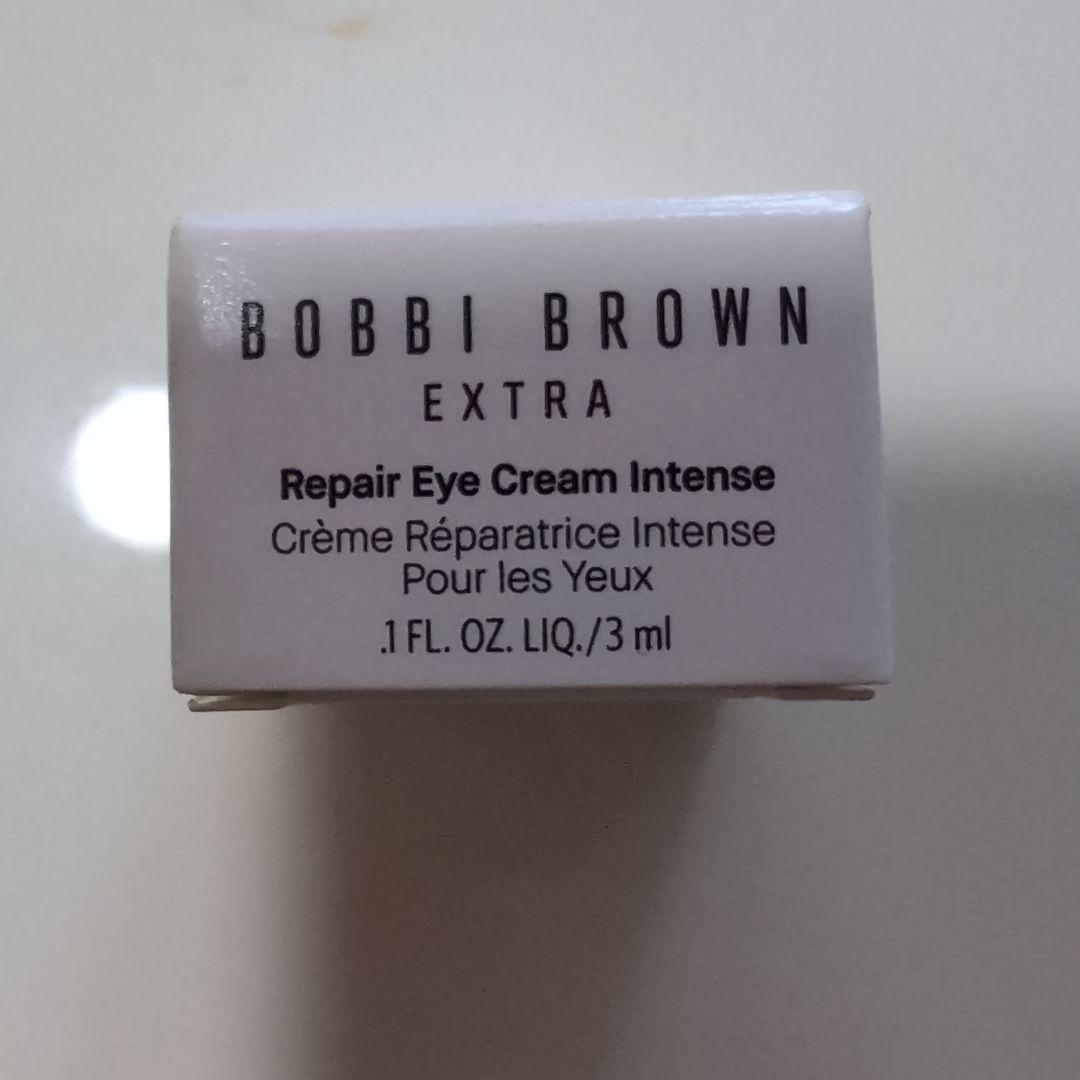 BOBBI BROWN
EXTRA
Repair Eye Cream Intense
Crème Réparatrice Intense
Pour les Yeux
.1 FL. OZ. LIQ./3 ml